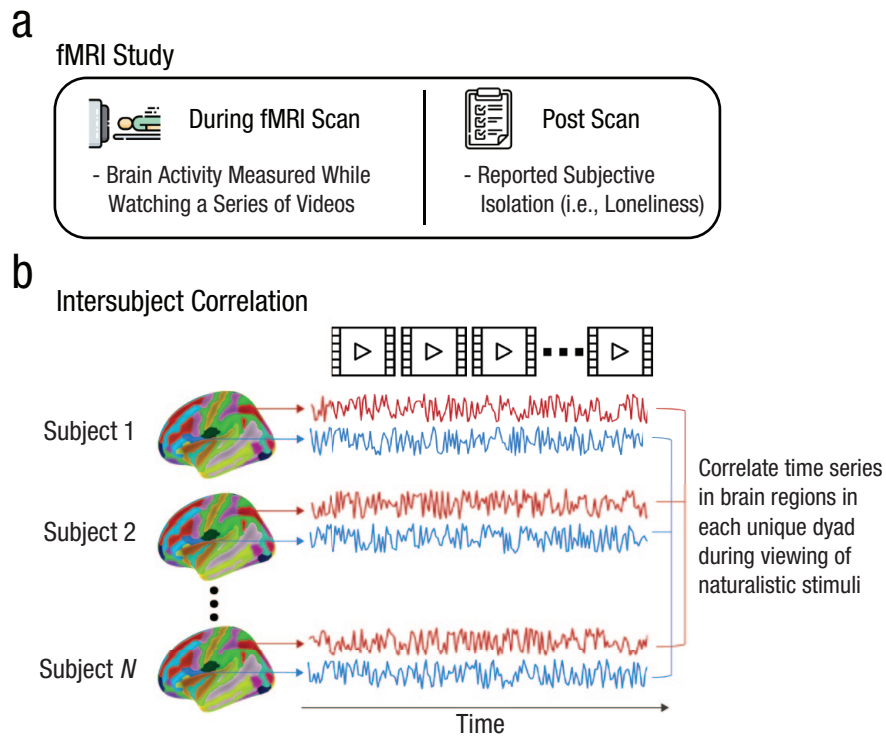 a
fMRI Study
During fMRI Scan
- Brain Activity Measured While
Watching a Series of Videos
Post Scan
- Reported Subjective
Isolation (i.e., Loneliness)
b
Intersubject Correlation
Subject 1
Subject 2
Subject N
Correlate time series
in brain regions in
each unique dyad
during viewing of
naturalistic stimuli
Time